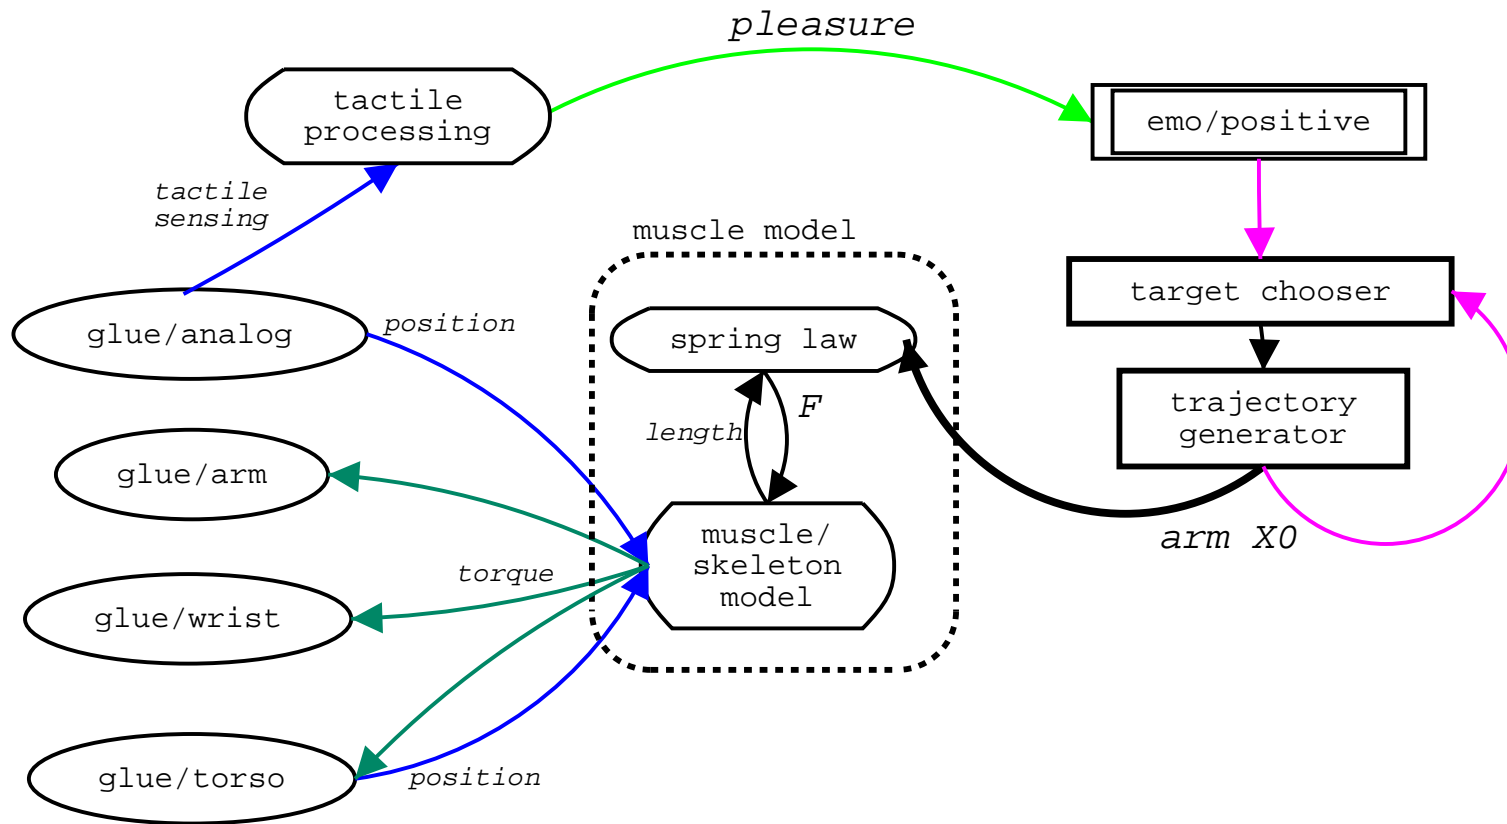 pleasure
tactile
processing
emo/positive
tactile
sensing
muscle model
target chooser
glue/analog
position
spring law
length
F
trajectory
generator
glue/arm
muscle/
skeleton
model
arm X0
torque
glue/wrist
glue/torso
position